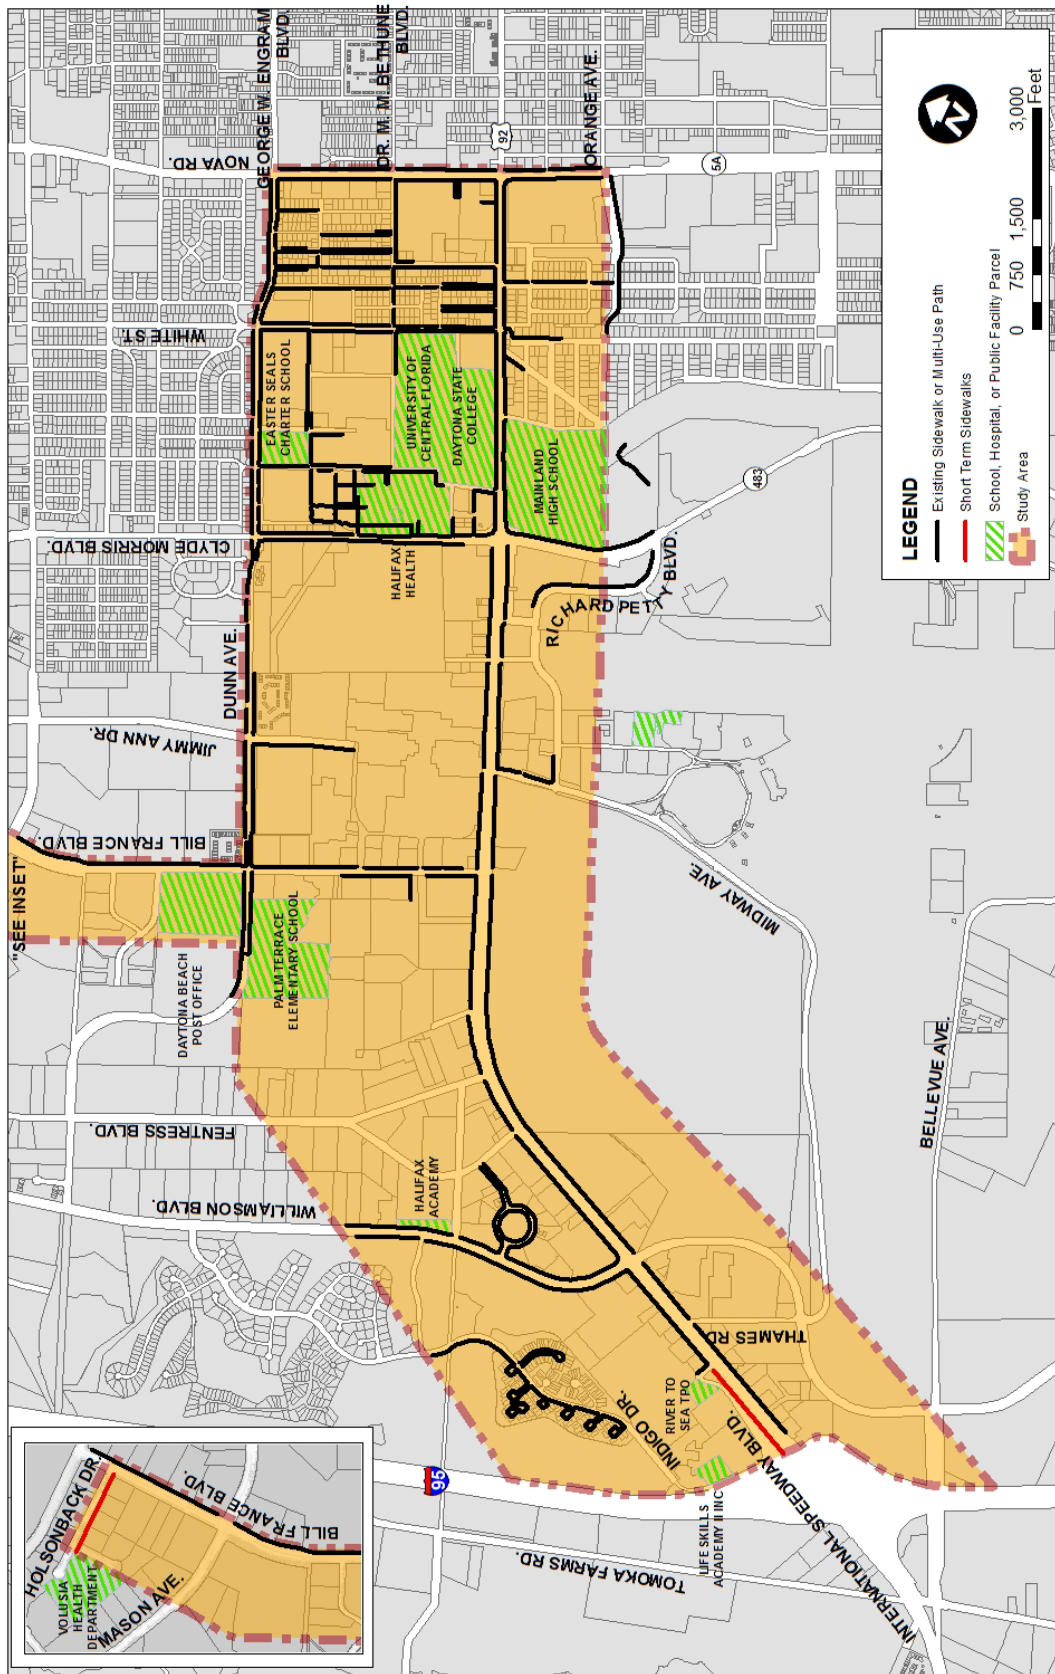 GEORGE W. ENGRAM
BLVD.
DR. M. M BETHUNE
BLVD.
ORANGE AVE.
NOVA RD.
92
5A
WHITE ST.
EASTER SEALS
CHARTER SCHOOL
UNIVERSITY OF
CENTRAL FLORIDA
DAYTONA STATE
COLLEGE
MAINLAND
HIGH SCHOOL
483
CLYDE MORRIS BLVD.
HALIFAX
HEALTH
RICHARD PETTY BLVD.
DUNN AVE.
JIMMY ANN DR.
BILL FRANCE BLVD.
"SEE INSET"
MIDWAY AVE.
PALM TERRACE
ELEMENTARY SCHOOL
DAYTONA BEACH
POST OFFICE
BELLEVUE AVE.
FENTRESS BLVD.
WILLIAMSON BLVD.
HALIFAX
ACADEMY
THAMES RD.
INDIGO DR.
RIVER TO
SEA TPO
INTERNATIONAL SPEEDWAY BLVD.
95
LIFE SKILLS
ACADEMY II INC
TOMOKA FARMS RD.
HOLSONBACK DR.
BILL FRANCE BLVD.
VOLUSIA
HEALTH
DEPARTMENT
MASON AVE.
LEGEND
Existing Sidewalk or Multi-Use Path
Short Term Sidewalks
School, Hospital, or Public Facility Parcel
Study Area
N
0 750 1,500 3,000
Feet